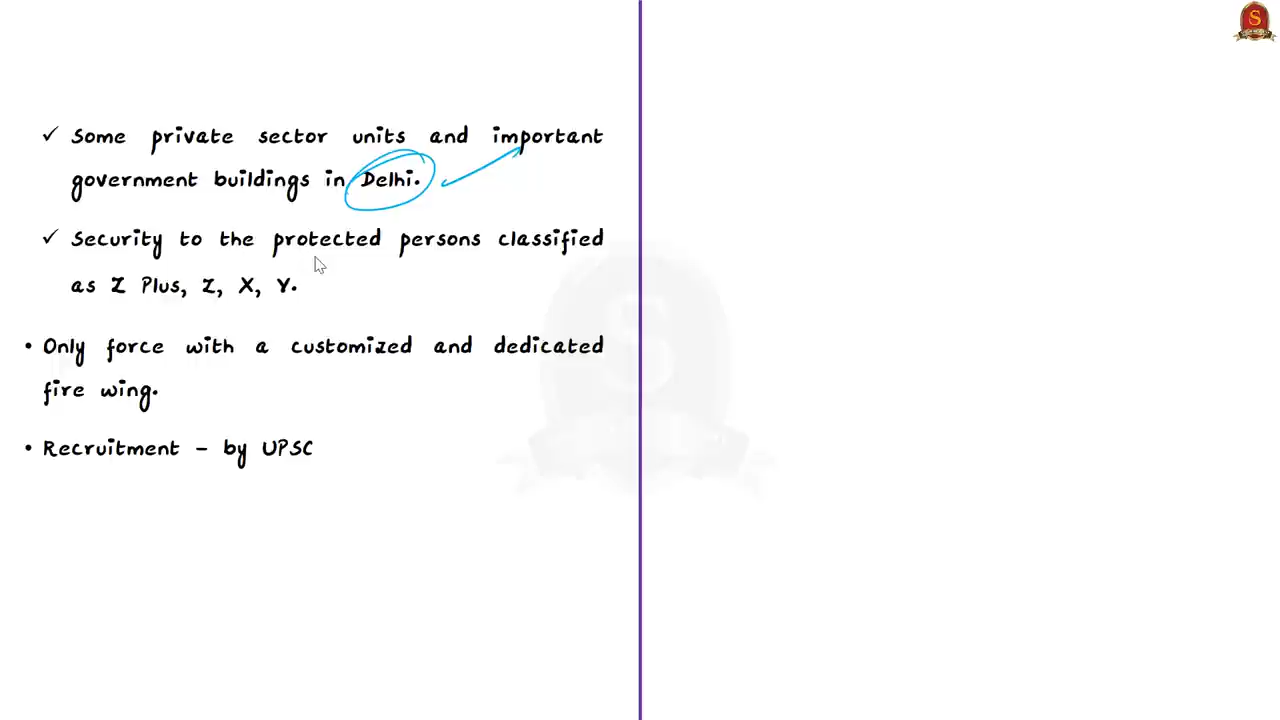 ✓ Some private sector units and important
government buildings in Delhi.
✓ Security to the protected persons classified
as Z Plus, Z, X, Y.
• Only force with a customized and dedicated
fire wing.
• Recruitment - by UPSC
S
S